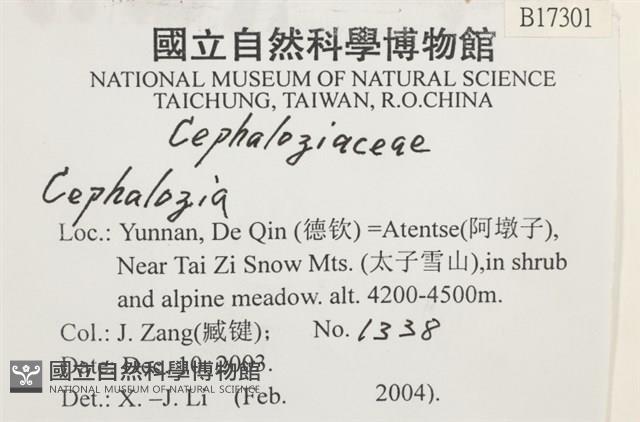 B17301
國立自然科學博物館
NATIONAL MUSEUM OF NATURAL SCIENCE
TAICHUNG, TAIWAN, R.O.CHINA
Cephaloziaceae
Cephalozia
Loc.: Yunnan, De Qin (德钦) =Atentse(阿墩子),
Near Tai Zi Snow Mts. (太子雪山),in shrub
and alpine meadow. alt. 4200-4500m.
Col.: J. Zang(臧键); No. 1338
Date: Dec. 10, 2003.
國立自然科學博物館
NATIONAL MUSEUM OF NATURAL SCIENCE
Det.: X. –J. Li (Feb. 2004).